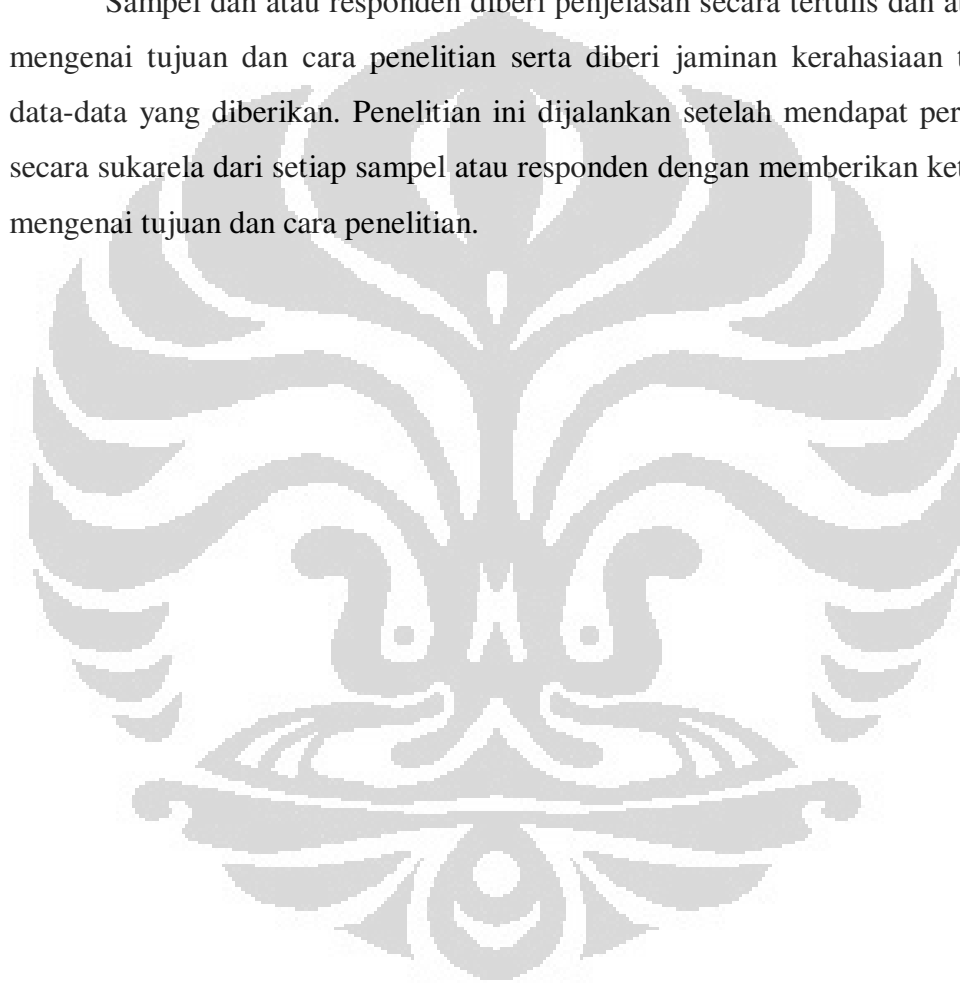 Sampel dan atau responden diberi penjelasan secara tertulis dan
mengenai tujuan dan cara penelitian serta diberi jaminan kerahasiaan
data-data yang diberikan. Penelitian ini dijalankan setelah mendapat
secara sukarela dari setiap sampel atau responden dengan memberikan
mengenai tujuan dan cara penelitian.